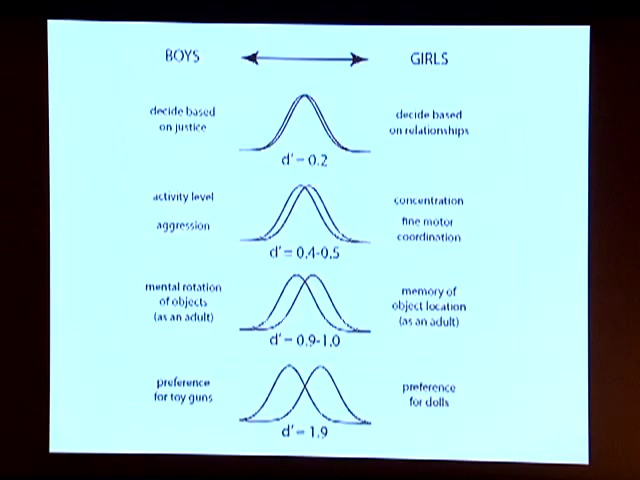 BOYS
GIRLS
decide based
on justice
decide based
on relationships
d' = 0.2
activity level
aggression
concentration
fine motor
coordination
d' = 0.4-0.5
mental rotation
of objects
(as an adult)
memory of
object location
(as an adult)
d' = 0.9-1.0
preference
for toy guns
preference
for dolls
d' = 1.9